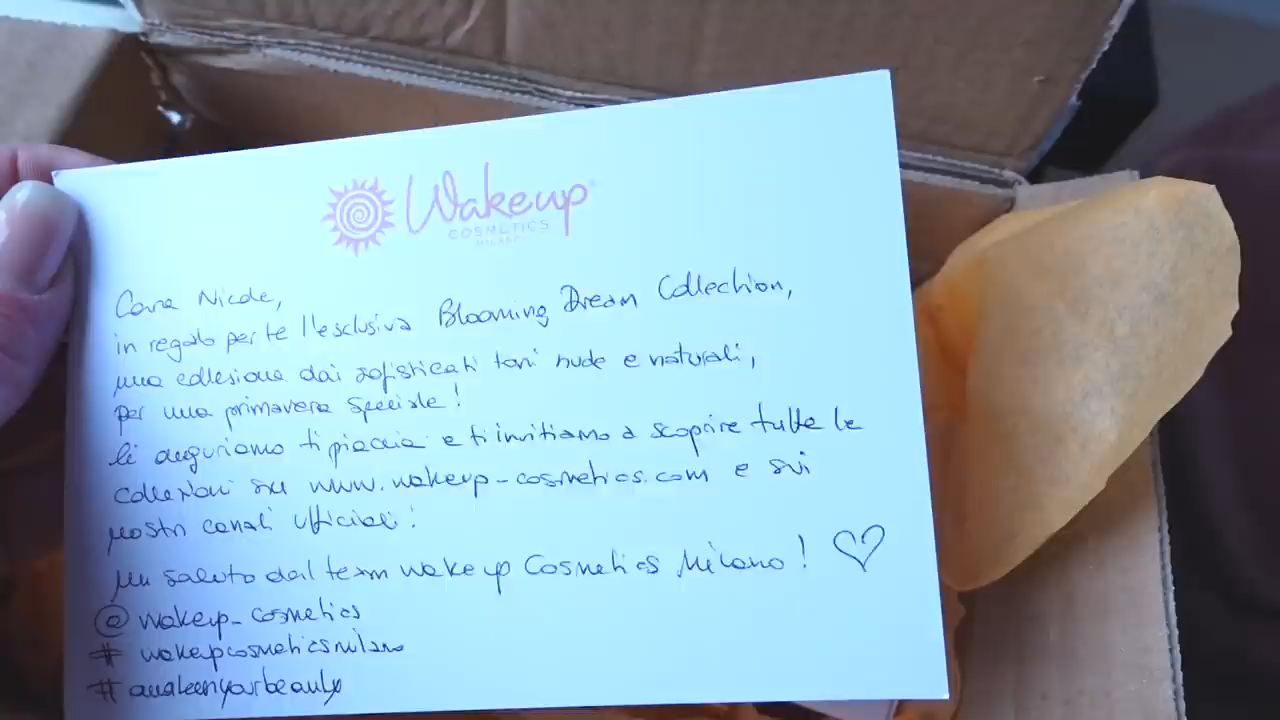 Wakeup
COSMETICS
MILANO
Cara Nicole,
in regalo per te l'esclusiva Blooming Dream Collection,
una collezione dai sofisticati toni nude e naturali,
per una primavera speciale!
Ti auguriamo ti piaccia e ti invitiamo a scoprire tutte le
collezioni su www.wakeup-cosmetics.com e sui
nostri canali ufficiali!
Un saluto dal team Wakeup Cosmetics Milano! ♡
@wakeup_cosmetics
#wakeupcosmeticsmilano
#awakenyourbeauty